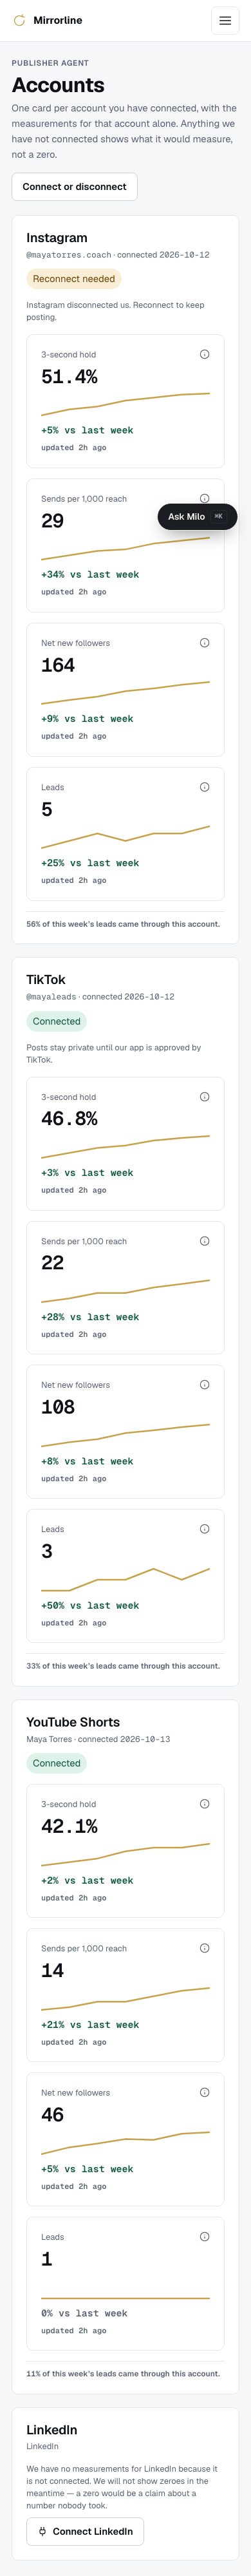 Mirrorline
PUBLISHER AGENT
Accounts
One card per account you have connected, with the
measurements for that account alone. Anything we
have not connected shows what it would measure,
not a zero.
Connect or disconnect
Instagram
@mayatorres.coach · connected 2026-10-12
Reconnect needed
Instagram disconnected us. Reconnect to keep
posting.
3-second hold
51.4%
+5% vs last week
updated 2h ago
Sends per 1,000 reach
29
Ask Milo ⌘K
+34% vs last week
updated 2h ago
Net new followers
164
+9% vs last week
updated 2h ago
Leads
5
+25% vs last week
updated 2h ago
56% of this week's leads came through this account.
TikTok
@mayaleads · connected 2026-10-12
Connected
Posts stay private until our app is approved by
TikTok.
3-second hold
46.8%
+3% vs last week
updated 2h ago
Sends per 1,000 reach
22
+28% vs last week
updated 2h ago
Net new followers
108
+8% vs last week
updated 2h ago
Leads
3
+50% vs last week
updated 2h ago
33% of this week's leads came through this account.
YouTube Shorts
Maya Torres · connected 2026-10-13
Connected
3-second hold
42.1%
+2% vs last week
updated 2h ago
Sends per 1,000 reach
14
+21% vs last week
updated 2h ago
Net new followers
46
+5% vs last week
updated 2h ago
Leads
1
0% vs last week
updated 2h ago
11% of this week's leads came through this account.
LinkedIn
LinkedIn
We have no measurements for LinkedIn because it
is not connected. We will not show zeroes in the
meantime — a zero would be a claim about a
number nobody took.
Connect LinkedIn